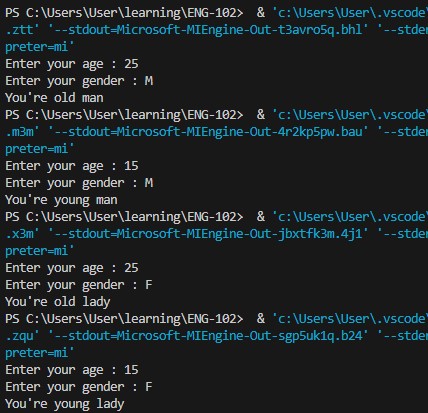 PS C:\Users\User\learning\ENG-102>  & 'c:\Users\User\.vscode\
.ztt' '--stdout=Microsoft-MIEngine-Out-t3avro5q.bhl' '--stder
preter=mi'
Enter your age : 25
Enter your gender : M
You're old man
PS C:\Users\User\learning\ENG-102>  & 'c:\Users\User\.vscode\
.m3m' '--stdout=Microsoft-MIEngine-Out-4r2kp5pw.bau' '--stder
preter=mi'
Enter your age : 15
Enter your gender : M
You're young man
PS C:\Users\User\learning\ENG-102>  & 'c:\Users\User\.vscode\
.x3m' '--stdout=Microsoft-MIEngine-Out-jbxtfk3m.4j1' '--stder
preter=mi'
Enter your age : 25
Enter your gender : F
You're old lady
PS C:\Users\User\learning\ENG-102>  & 'c:\Users\User\.vscode\
.zqu' '--stdout=Microsoft-MIEngine-Out-sgp5uk1q.b24' '--stder
preter=mi'
Enter your age : 15
Enter your gender : F
You're young lady